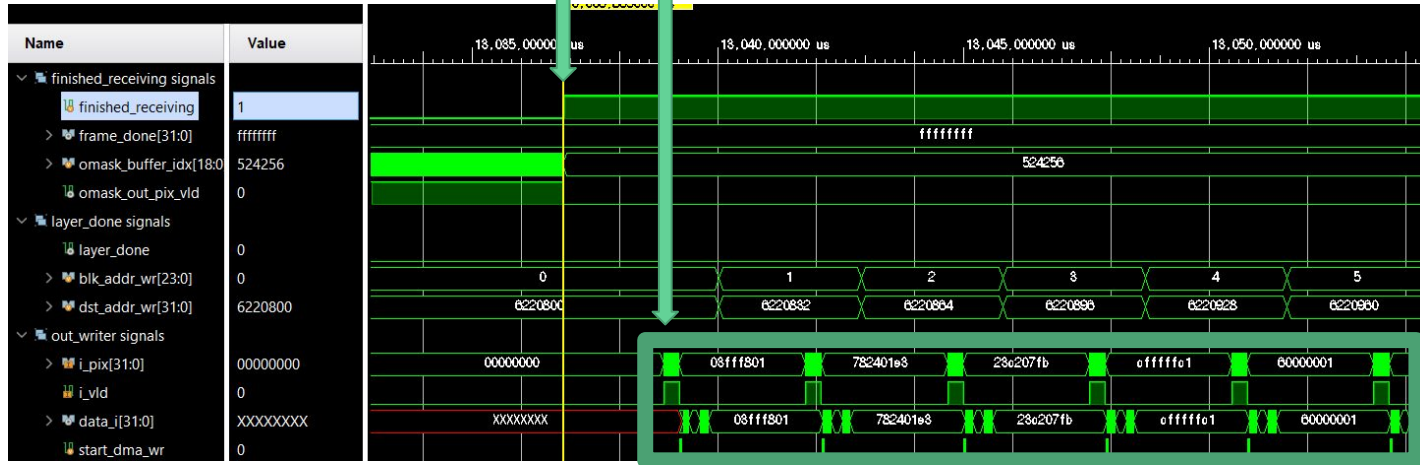 Name Value
13,035.00000 us 13,040.000000 us 13,045.000000 us 13,050.000000 us
finished_receiving signals
finished_receiving 1
frame_done[31:0] ffffffff ffffffff
omask_buffer_idx[18:0 524256 524256
omask_out_pix_vld 0
layer_done signals
layer_done 0
blk_addr_wr[23:0] 0 0 1 2 3 4 5
dst_addr_wr[31:0] 6220800 6220800 6220832 6220864 6220896 6220928 6220960
out_writer signals
i_pix[31:0] 00000000 00000000 03fff801 782401e3 23c207fb cfffffc1 60000001
i_vld 0
data_i[31:0] XXXXXXXX XXXXXXXX 03fff801 782401e3 23c207fb cfffffc1 60000001
start_dma_wr 0